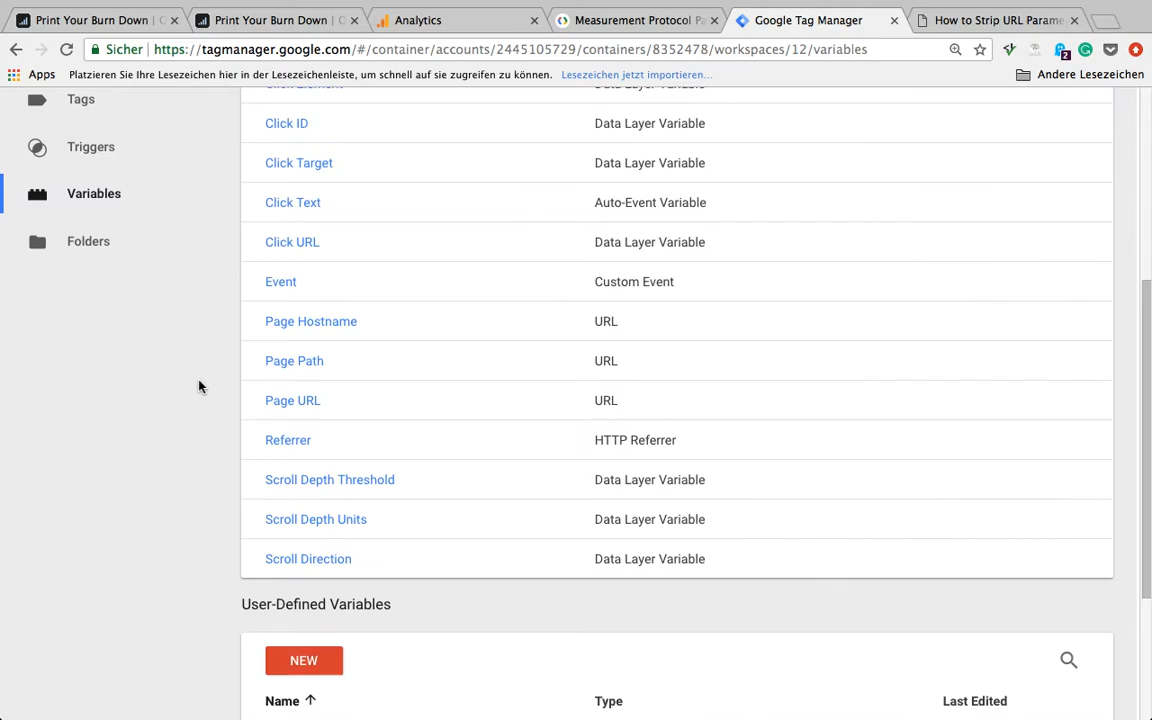 Print Your Burn Down | O
Print Your Burn Down | O
Analytics
Measurement Protocol Pa
Google Tag Manager
How to Strip URL Parame
Sicher
https://tagmanager.google.com/#/container/accounts/2445105729/containers/8352478/workspaces/12/variables
2
Apps
Platzieren Sie Ihre Lesezeichen hier in der Lesezeichenleiste, um schnell auf sie zugreifen zu können.
Lesezeichen jetzt importieren...
Andere Lesezeichen
Tags
Triggers
Variables
Folders
Click Element Data Layer Variable
Click ID Data Layer Variable
Click Target Data Layer Variable
Click Text Auto-Event Variable
Click URL Data Layer Variable
Event Custom Event
Page Hostname URL
Page Path URL
Page URL URL
Referrer HTTP Referrer
Scroll Depth Threshold Data Layer Variable
Scroll Depth Units Data Layer Variable
Scroll Direction Data Layer Variable
User-Defined Variables
NEW
Name Type Last Edited